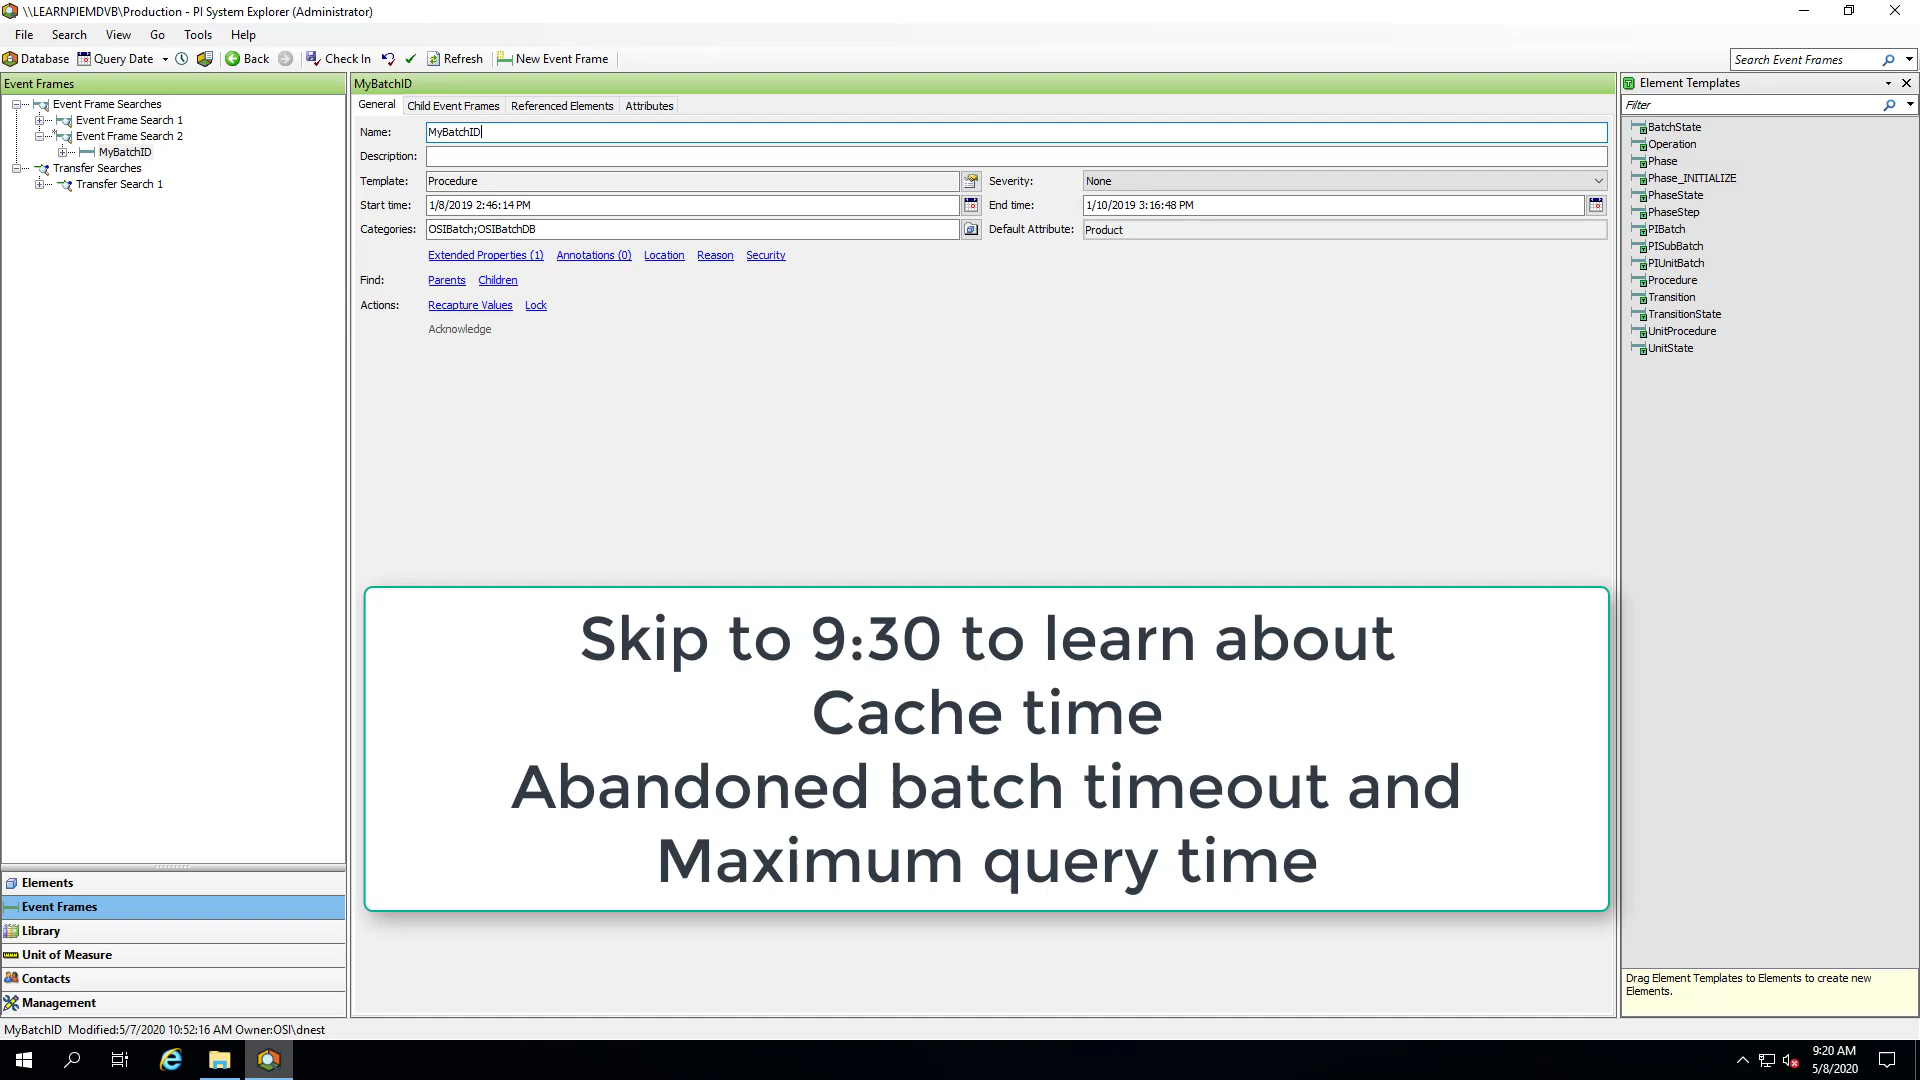 \\LEARNPIEMDVB\Production - PI System Explorer (Administrator)
File Search View Go Tools Help
Database Query Date Back Check In Refresh New Event Frame
Search Event Frames
Event Frames
Event Frame Searches
Event Frame Search 1
Event Frame Search 2
MyBatchID
Transfer Searches
Transfer Search 1
Elements
Event Frames
Library
Unit of Measure
Contacts
Management
MyBatchID
General Child Event Frames Referenced Elements Attributes
Name: MyBatchID
Description:
Template: Procedure Severity: None
Start time: 1/8/2019 2:46:14 PM End time: 1/10/2019 3:16:48 PM
Categories: OSIBatch;OSIBatchDB Default Attribute: Product
Extended Properties (1) Annotations (0) Location Reason Security
Find: Parents Children
Actions: Recapture Values Lock
Acknowledge
Skip to 9:30 to learn about
Cache time
Abandoned batch timeout and
Maximum query time
Element Templates
Filter
BatchState
Operation
Phase
Phase_INITIALIZE
PhaseState
PhaseStep
PIBatch
PISubBatch
PIUnitBatch
Procedure
Transition
TransitionState
UnitProcedure
UnitState
Drag Element Templates to Elements to create new
Elements.
MyBatchID Modified:5/7/2020 10:52:16 AM Owner:OSI\dnest
9:20 AM
5/8/2020